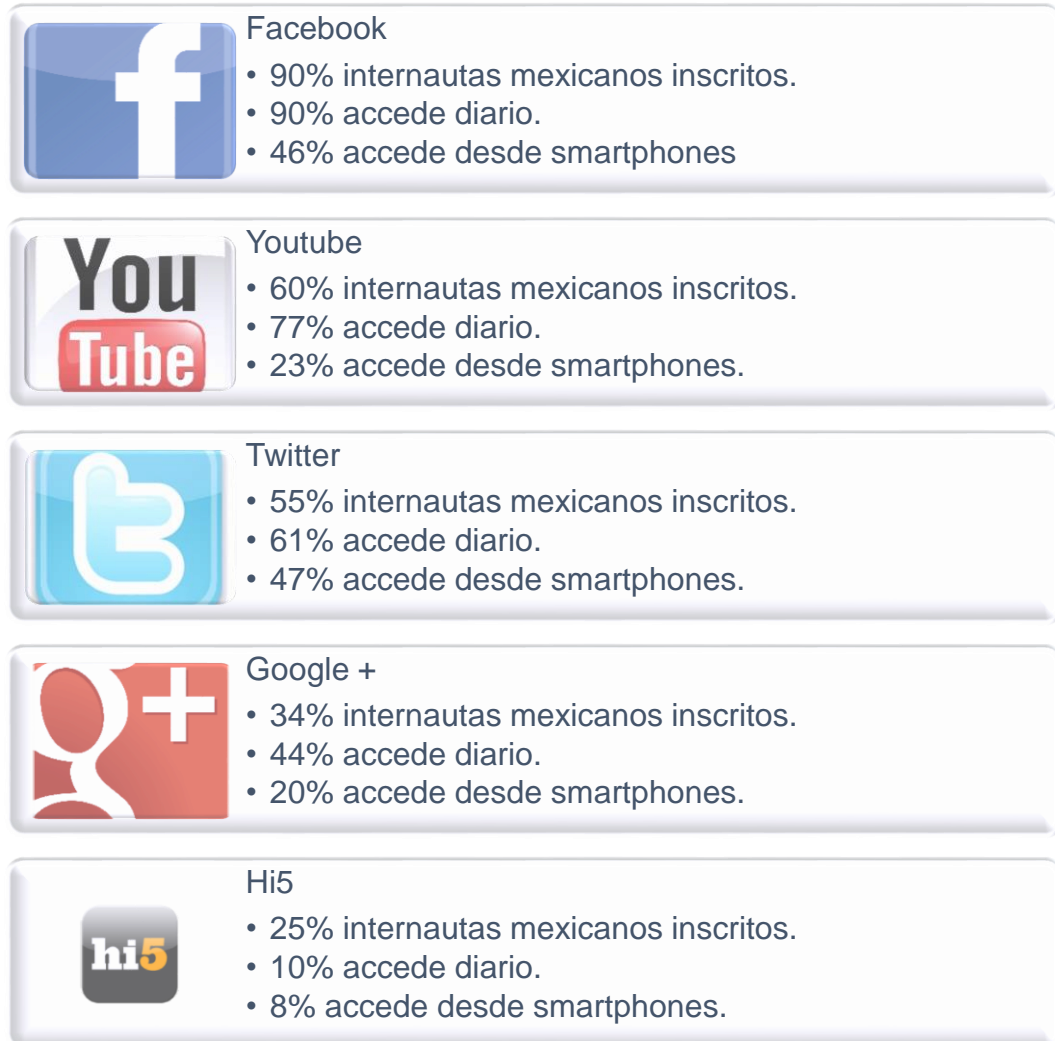 Facebook
• 90% internautas mexicanos inscritos.
• 90% accede diario.
• 46% accede desde smartphones
You
Tube
Youtube
• 60% internautas mexicanos inscritos.
• 77% accede diario.
• 23% accede desde smartphones.
Twitter
• 55% internautas mexicanos inscritos.
• 61% accede diario.
• 47% accede desde smartphones.
Google +
• 34% internautas mexicanos inscritos.
• 44% accede diario.
• 20% accede desde smartphones.
hi5
Hi5
• 25% internautas mexicanos inscritos.
• 10% accede diario.
• 8% accede desde smartphones.